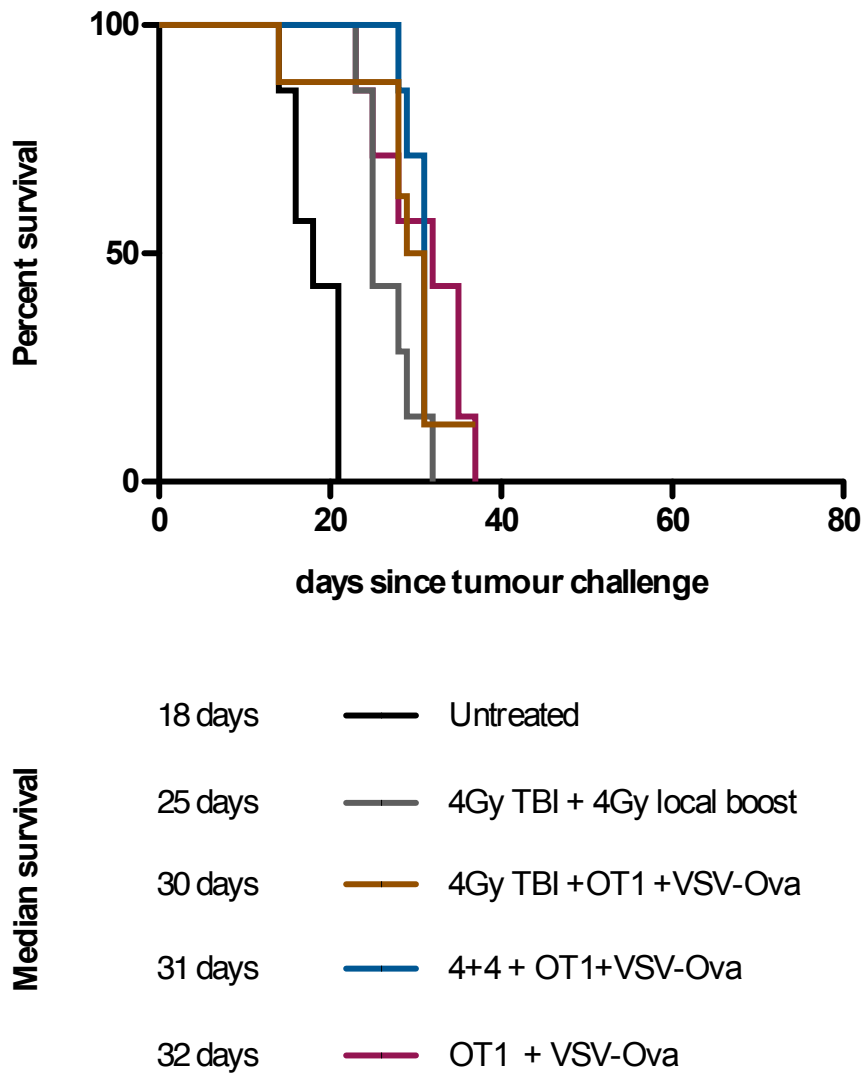 100
50
0
Percent survival
0 20 40 60 80
days since tumour challenge
Median survival
18 days Untreated
25 days 4Gy TBI + 4Gy local boost
30 days 4Gy TBI +OT1 +VSV-Ova
31 days 4+4 + OT1+VSV-Ova
32 days OT1 + VSV-Ova